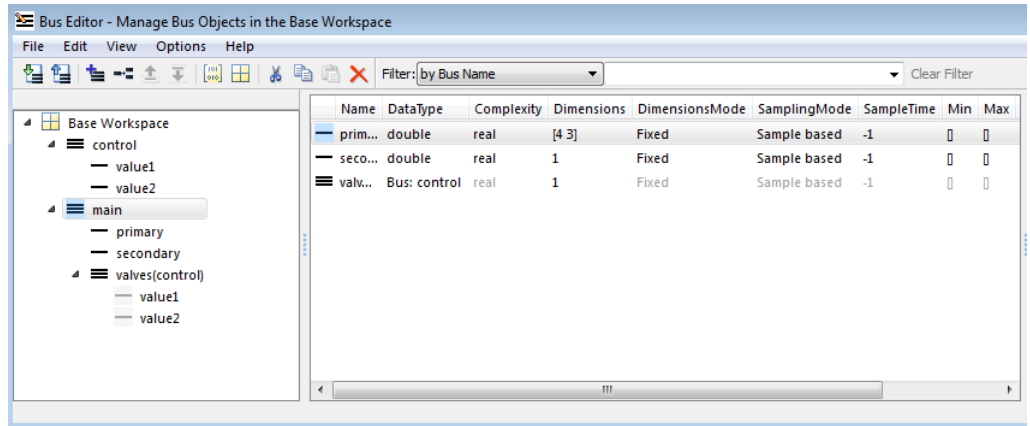 Bus Editor - Manage Bus Objects in the Base Workspace
File Edit View Options Help
Filter: by Bus Name Clear Filter
Name DataType Complexity Dimensions DimensionsMode SamplingMode SampleTime Min Max
prim... double real [4 3] Fixed Sample based -1 [] []
seco... double real 1 Fixed Sample based -1 [] []
valv... Bus: control real 1 Fixed Sample based -1 [] []
Base Workspace
control
value1
value2
main
primary
secondary
valves(control)
value1
value2